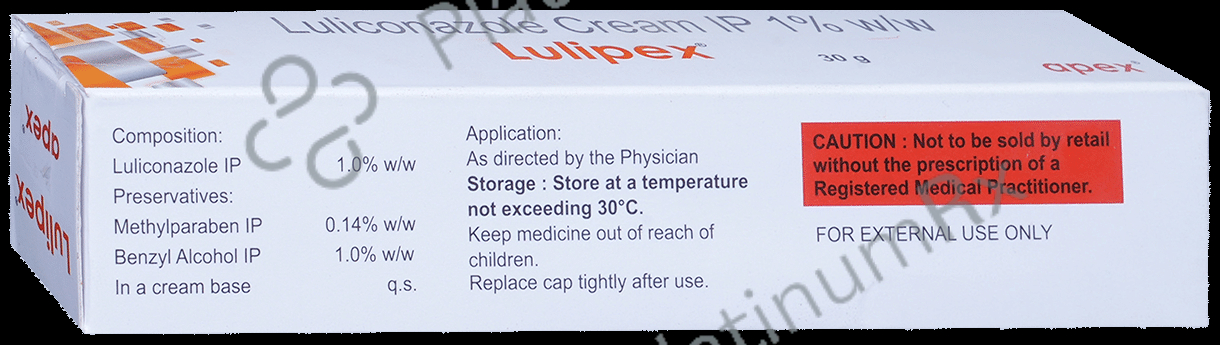 Luliconazole Cream IP 1% w/w
Lulipex®
30 g
apex®
apex®
Lulipex®
Composition:
Luliconazole IP 1.0% w/w
Preservatives:
Methylparaben IP 0.14% w/w
Benzyl Alcohol IP 1.0% w/w
In a cream base q.s.
Application:
As directed by the Physician
Storage : Store at a temperature
not exceeding 30°C.
Keep medicine out of reach of
children.
Replace cap tightly after use.
CAUTION : Not to be sold by retail
without the prescription of a
Registered Medical Practitioner.
FOR EXTERNAL USE ONLY
PlatinumRx